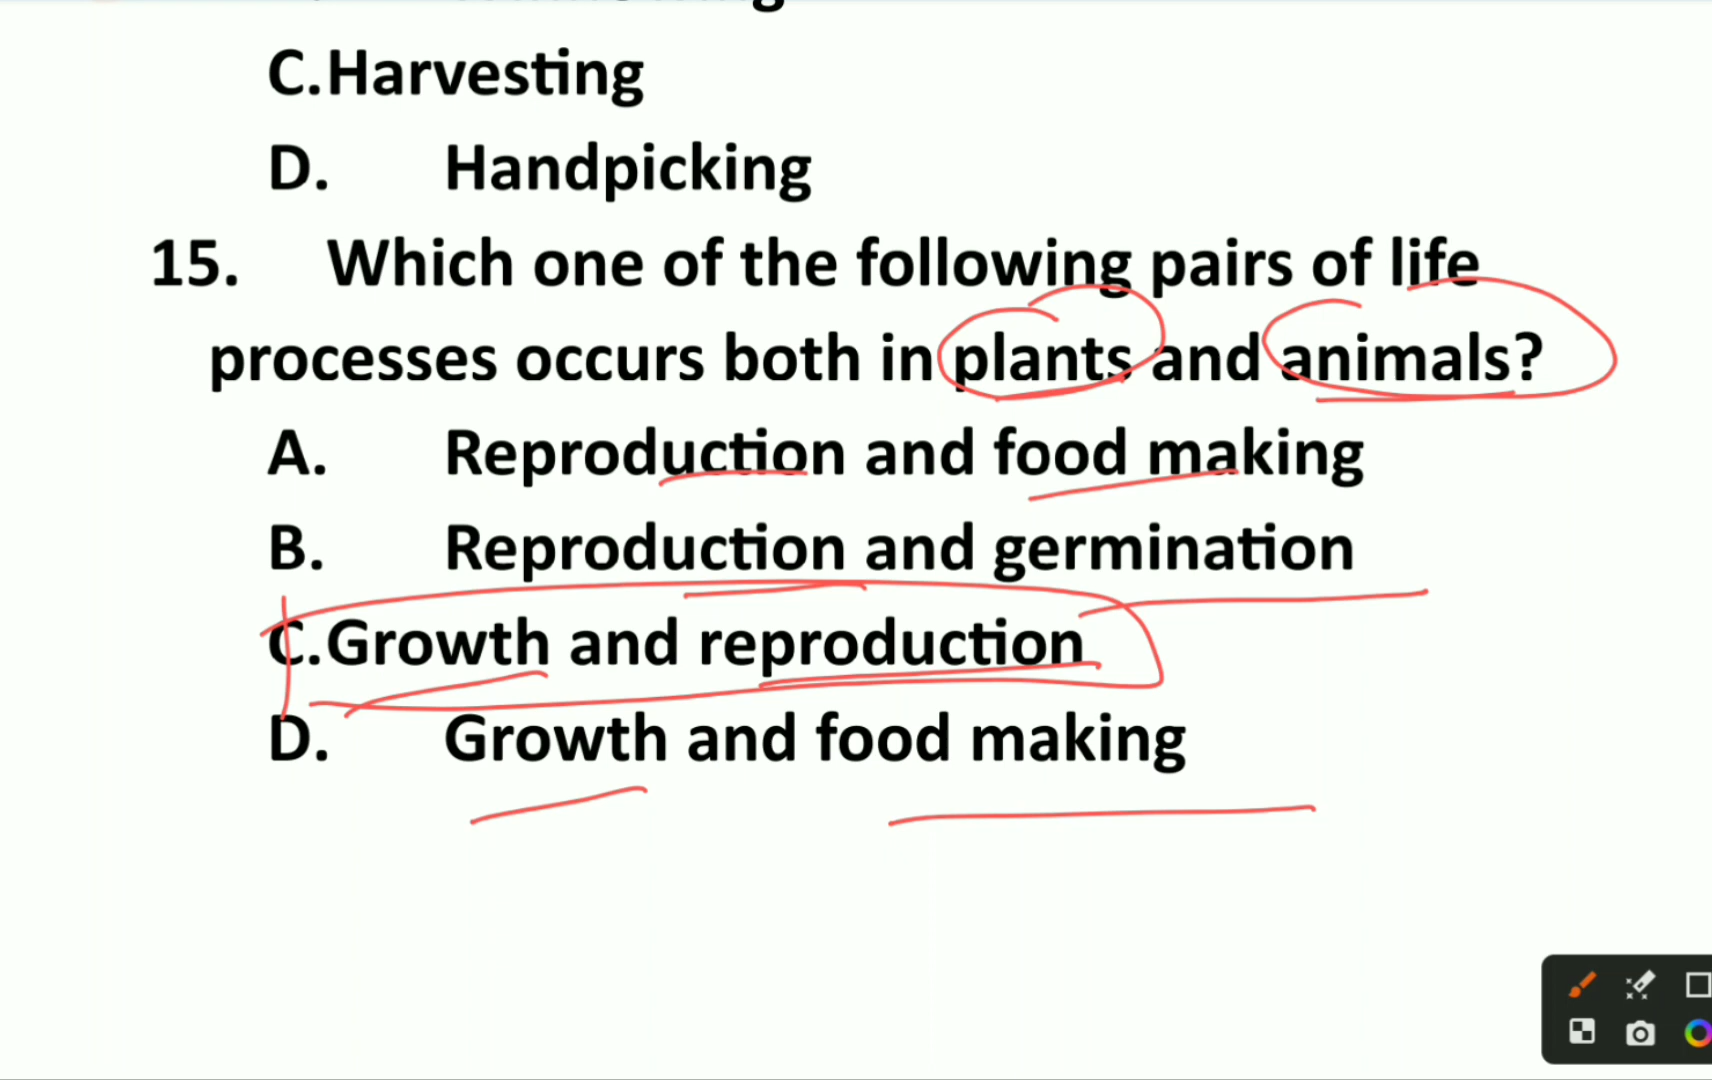 C.Harvesting
D. Handpicking
15. Which one of the following pairs of life
processes occurs both in plants and animals?
A. Reproduction and food making
B. Reproduction and germination
C.Growth and reproduction
D. Growth and food making